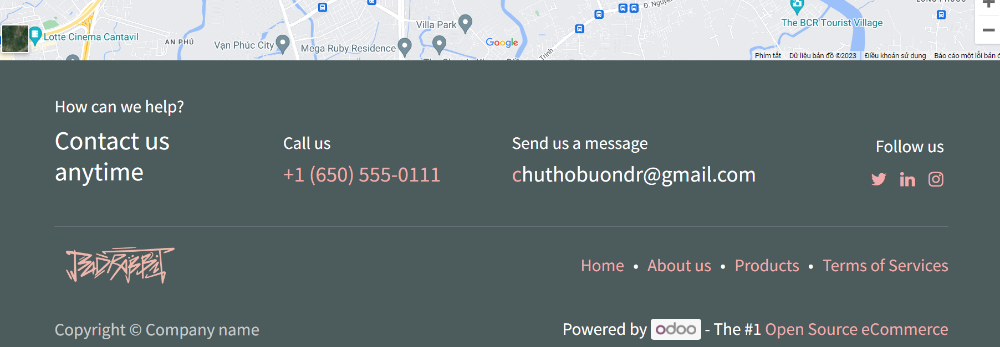 Đ. Nguyễ
Villa Park
The BCR Tourist Village
Lotte Cinema Cantavil
AN PHÚ
Vạn Phúc City
Mega Ruby Residence
Google
Trinh
Phím tắt Dữ liệu bản đồ ©2023 Điều khoản sử dụng Báo cáo một lỗi bản đ
How can we help?
Contact us
anytime
Call us
+1 (650) 555-0111
Send us a message
chuthobuondr@gmail.com
Follow us
in
BADRABBIT
Home • About us • Products • Terms of Services
Copyright © Company name
Powered by odoo - The #1 Open Source eCommerce